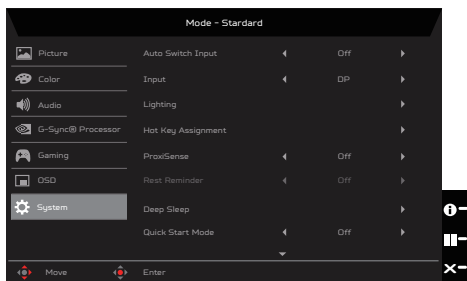 Mode - Stardard
Picture
Auto Switch Input Off
Color
Input DP
Audio
Lighting
G-Sync® Processor
Hot Key Assignment
Gaming
ProxiSense Off
OSD
Rest Reminder Off
System
Deep Sleep
Quick Start Mode Off
Move Enter